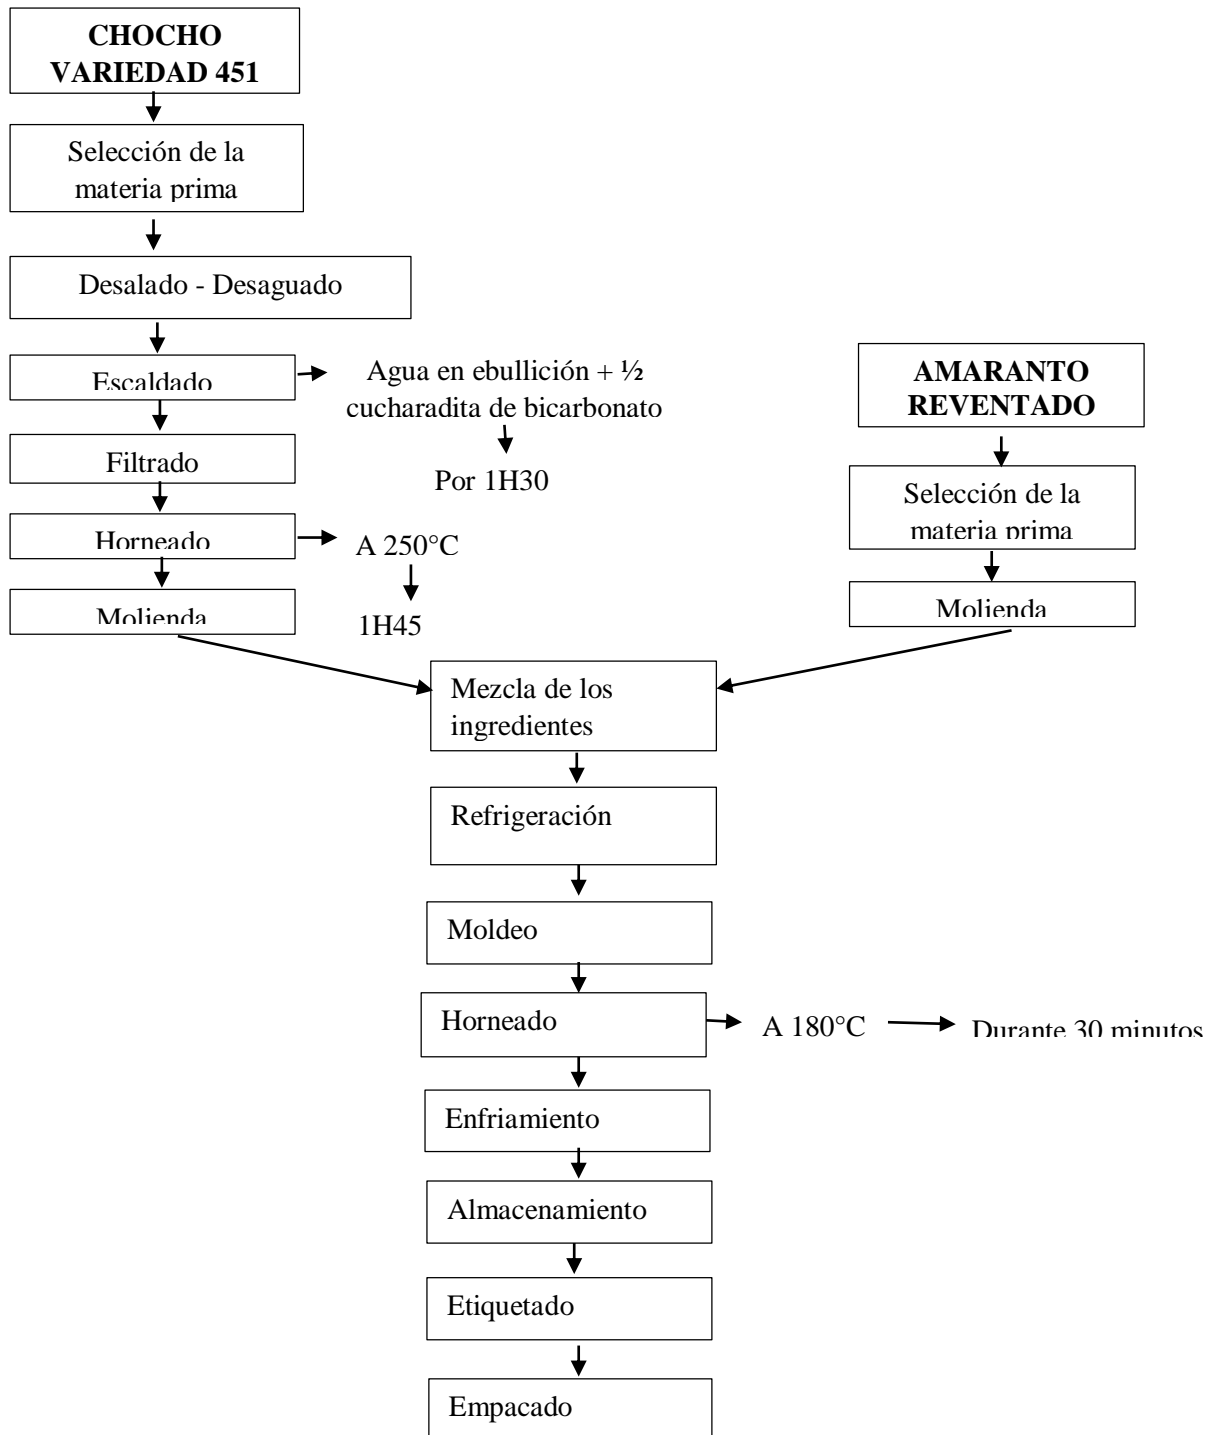 CHOCHO
VARIEDAD 451
Selección de la
materia prima
Desalado - Desaguado
Escaldado
Agua en ebullición + ½
cucharadita de bicarbonato
Por 1H30
Filtrado
Horneado
A 250°C
1H45
Molienda
AMARANTO
REVENTADO
Selección de la
materia prima
Molienda
Mezcla de los
ingredientes
Refrigeración
Moldeo
Horneado
A 180°C
Durante 30 minutos
Enfriamiento
Almacenamiento
Etiquetado
Empacado